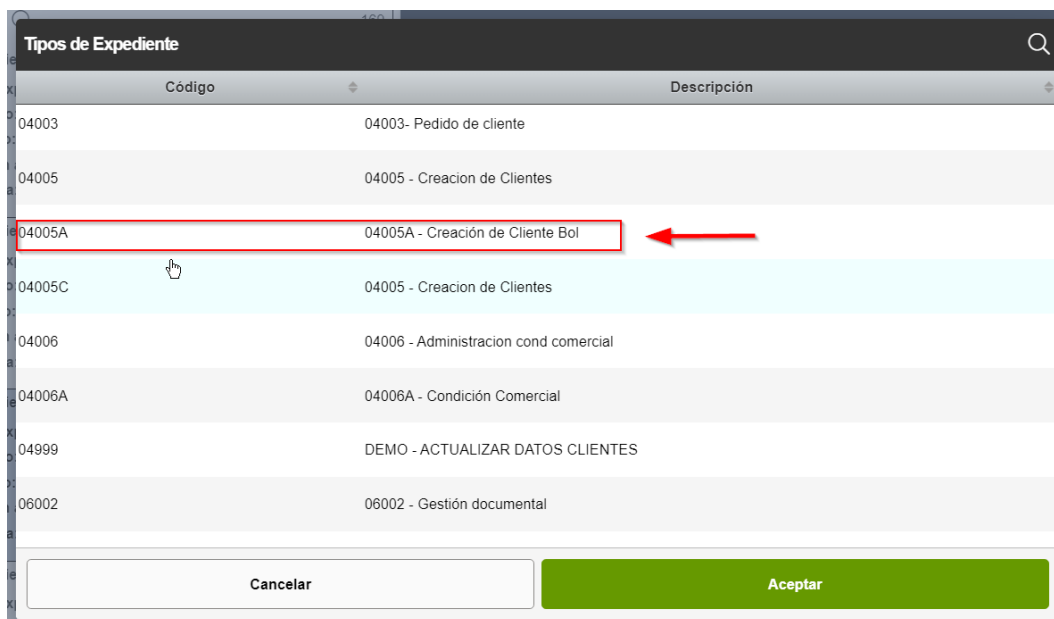 Tipos de Expediente
Código Descripción
04003 04003- Pedido de cliente
04005 04005 - Creacion de Clientes
04005A 04005A - Creación de Cliente Bol
04005C 04005 - Creacion de Clientes
04006 04006 - Administracion cond comercial
04006A 04006A - Condición Comercial
04999 DEMO - ACTUALIZAR DATOS CLIENTES
06002 06002 - Gestión documental
Cancelar Aceptar